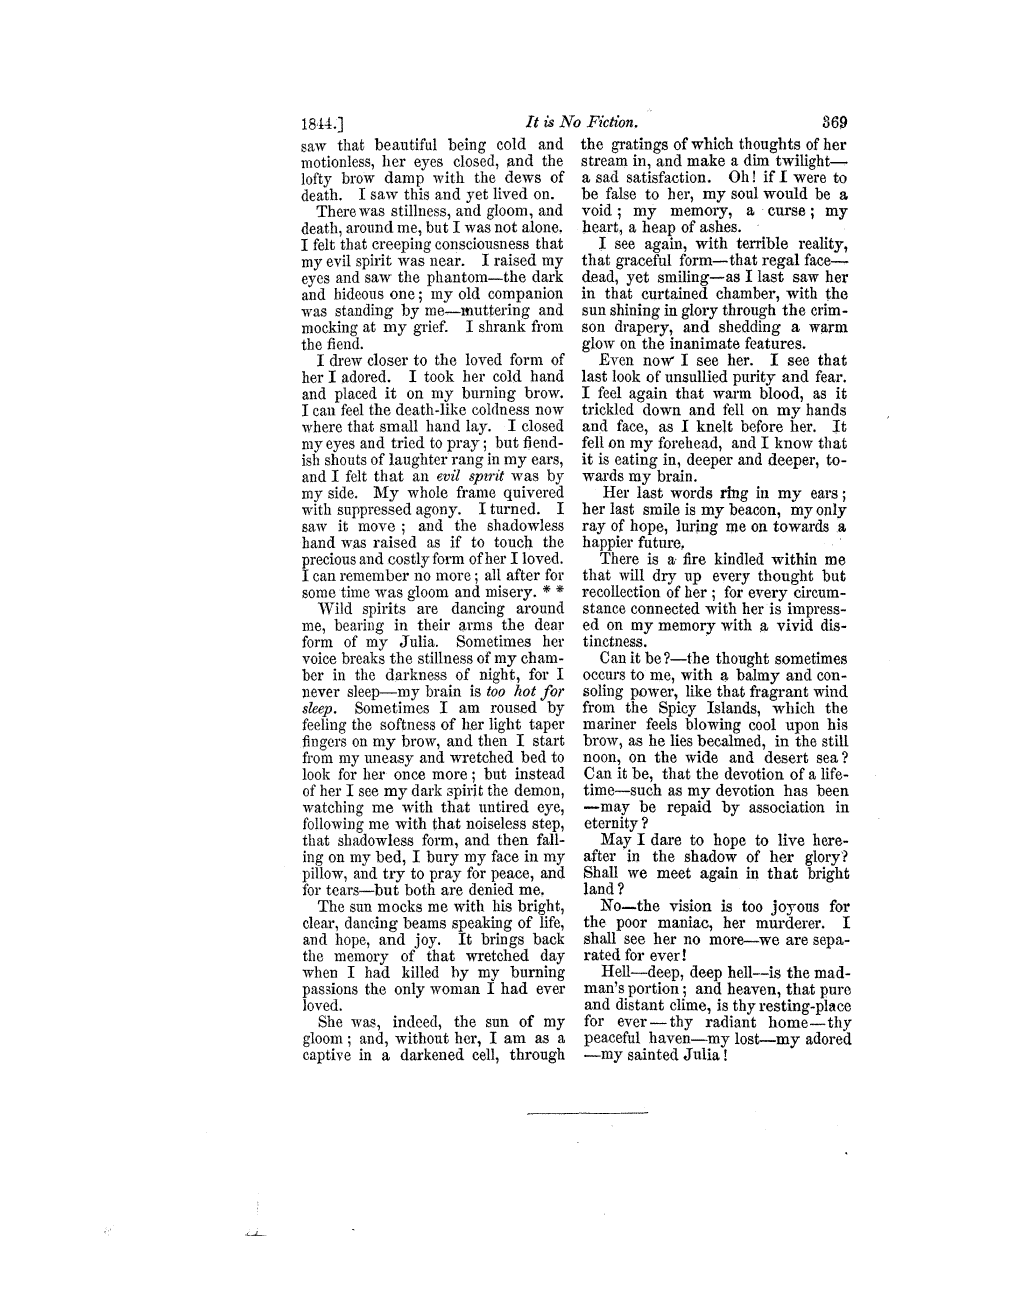 1844.] It is No Fiction. 369
saw that beautiful being cold and
motionless, her eyes closed, and the
lofty brow damp with the dews of
death. I saw this and yet lived on.
There was stillness, and gloom, and
death, around me, but I was not alone.
I felt that creeping consciousness that
my evil spirit was near. I raised my
eyes and saw the phantom—the dark
and hideous one; my old companion
was standing by me—muttering and
mocking at my grief. I shrank from
the fiend.
I drew closer to the loved form of
her I adored. I took her cold hand
and placed it on my burning brow.
I can feel the death-like coldness now
where that small hand lay. I closed
my eyes and tried to pray; but fiend-
ish shouts of laughter rang in my ears,
and I felt that an evil spirit was by
my side. My whole frame quivered
with suppressed agony. I turned. I
saw it move; and the shadowless
hand was raised as if to touch the
precious and costly form of her I loved.
I can remember no more; all after for
some time was gloom and misery. * *
Wild spirits are dancing around
me, bearing in their arms the dear
form of my Julia. Sometimes her
voice breaks the stillness of my cham-
ber in the darkness of night, for I
never sleep—my brain is too hot for
sleep. Sometimes I am roused by
feeling the softness of her light taper
fingers on my brow, and then I start
from my uneasy and wretched bed to
look for her once more; but instead
of her I see my dark spirit the demon,
watching me with that untired eye,
following me with that noiseless step,
that shadowless form, and then fall-
ing on my bed, I bury my face in my
pillow, and try to pray for peace, and
for tears—but both are denied me.
The sun mocks me with his bright,
clear, dancing beams speaking of life,
and hope, and joy. It brings back
the memory of that wretched day
when I had killed by my burning
passions the only woman I had ever
loved.
She was, indeed, the sun of my
gloom; and, without her, I am as a
captive in a darkened cell, through
the gratings of which thoughts of her
stream in, and make a dim twilight—
a sad satisfaction. Oh! if I were to
be false to her, my soul would be a
void; my memory, a curse; my
heart, a heap of ashes.
I see again, with terrible reality,
that graceful form—that regal face—
dead, yet smiling—as I last saw her
in that curtained chamber, with the
sun shining in glory through the crim-
son drapery, and shedding a warm
glow on the inanimate features.
Even now I see her. I see that
last look of unsullied purity and fear.
I feel again that warm blood, as it
trickled down and fell on my hands
and face, as I knelt before her. It
fell on my forehead, and I know that
it is eating in, deeper and deeper, to-
wards my brain.
Her last words ring in my ears;
her last smile is my beacon, my only
ray of hope, luring me on towards a
happier future.
There is a fire kindled within me
that will dry up every thought but
recollection of her; for every circum-
stance connected with her is impress-
ed on my memory with a vivid dis-
tinctness.
Can it be?—the thought sometimes
occurs to me, with a balmy and con-
soling power, like that fragrant wind
from the Spicy Islands, which the
mariner feels blowing cool upon his
brow, as he lies becalmed, in the still
noon, on the wide and desert sea?
Can it be, that the devotion of a life-
time—such as my devotion has been
—may be repaid by association in
eternity?
May I dare to hope to live here-
after in the shadow of her glory?
Shall we meet again in that bright
land?
No—the vision is too joyous for
the poor maniac, her murderer. I
shall see her no more—we are sepa-
rated for ever!
Hell—deep, deep hell—is the mad-
man's portion; and heaven, that pure
and distant clime, is thy resting-place
for ever—thy radiant home—thy
peaceful haven—my lost—my adored
—my sainted Julia!